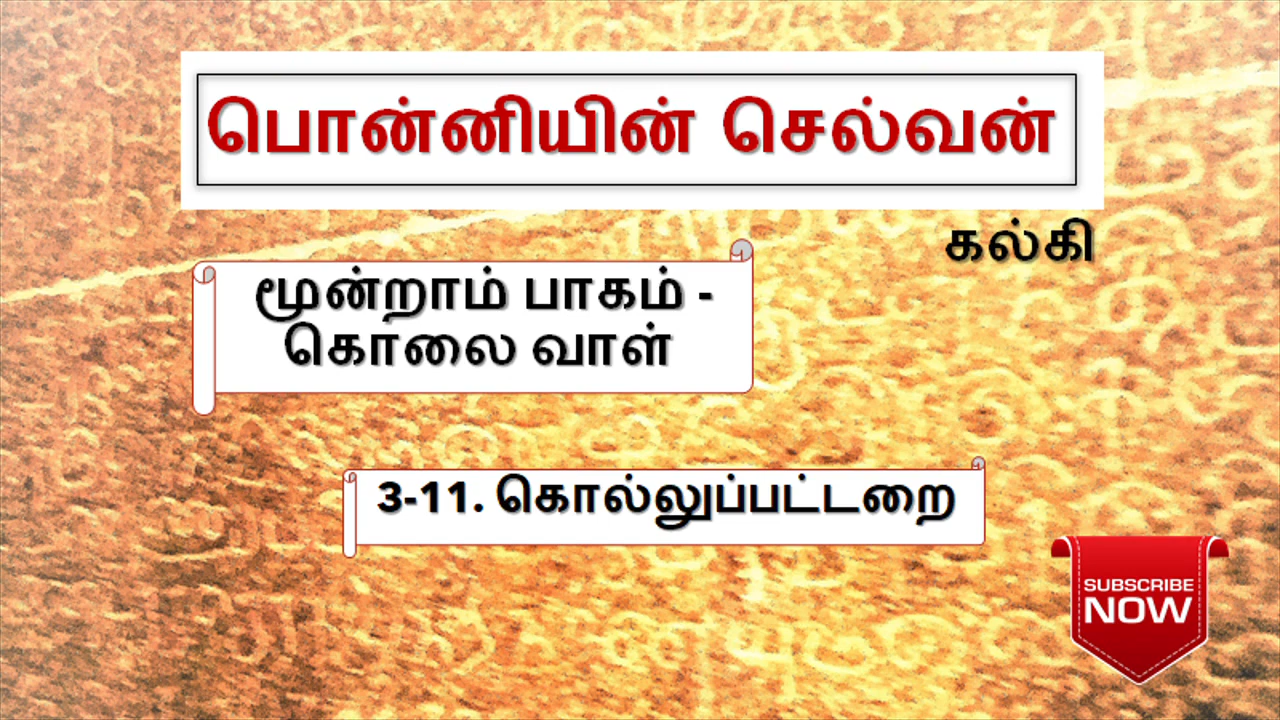 பொன்னியின் செல்வன்
கல்கி
மூன்றாம் பாகம் -
கொலை வாள்
3-11. கொல்லுப்பட்டறை
SUBSCRIBE
NOW